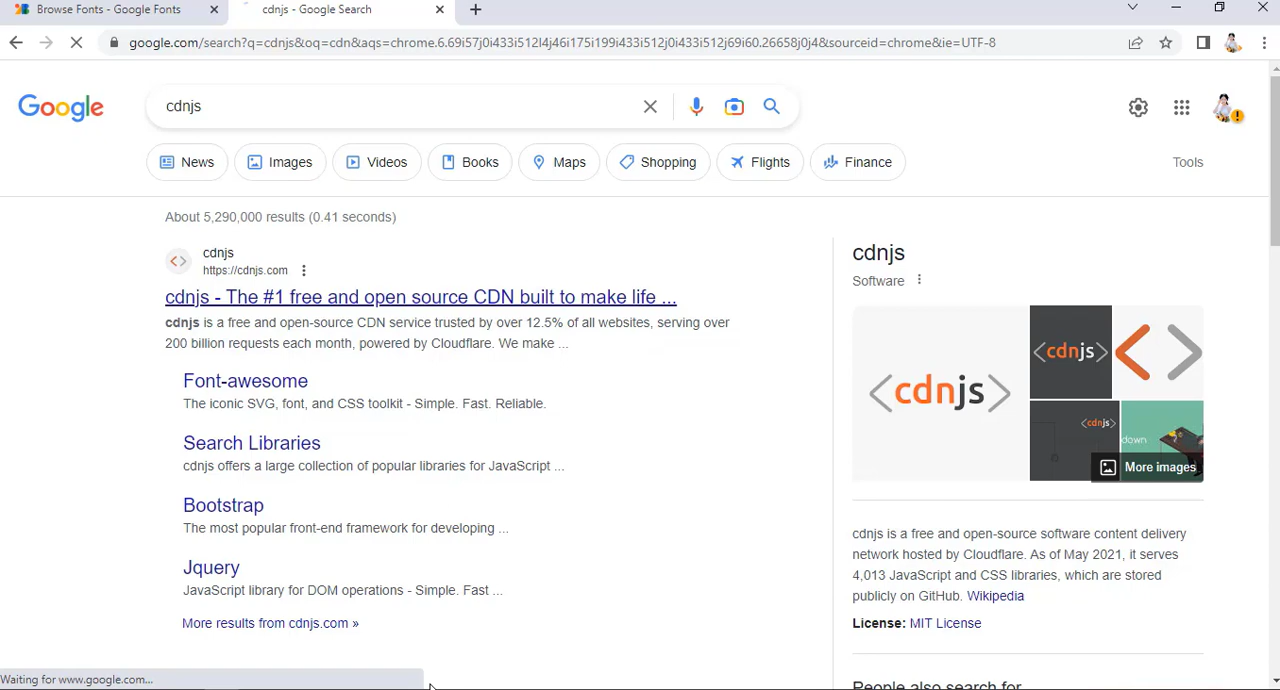 Browse Fonts - Google Fonts
cdnjs - Google Search
google.com/search?q=cdnjs&oq=cdn&aqs=chrome.6.69i57j0i433i512l4j46i175i199i433i512j0i433i512j69i60.26658j0j4&sourceid=chrome&ie=UTF-8
Google
cdnjs
News
Images
Videos
Books
Maps
Shopping
Flights
Finance
Tools
About 5,290,000 results (0.41 seconds)
cdnjs
https://cdnjs.com
cdnjs - The #1 free and open source CDN built to make life ...
cdnjs is a free and open-source CDN service trusted by over 12.5% of all websites, serving over
200 billion requests each month, powered by Cloudflare. We make ...
Font-awesome
The iconic SVG, font, and CSS toolkit - Simple. Fast. Reliable.
Search Libraries
cdnjs offers a large collection of popular libraries for JavaScript ...
Bootstrap
The most popular front-end framework for developing ...
Jquery
JavaScript library for DOM operations - Simple. Fast ...
More results from cdnjs.com »
cdnjs
Software
<cdnjs>
<cdnjs>
<cdnjs>
down
More images
cdnjs is a free and open-source software content delivery
network hosted by Cloudflare. As of May 2021, it serves
4,013 JavaScript and CSS libraries, which are stored
publicly on GitHub. Wikipedia
License: MIT License
People also search for
Waiting for www.google.com...